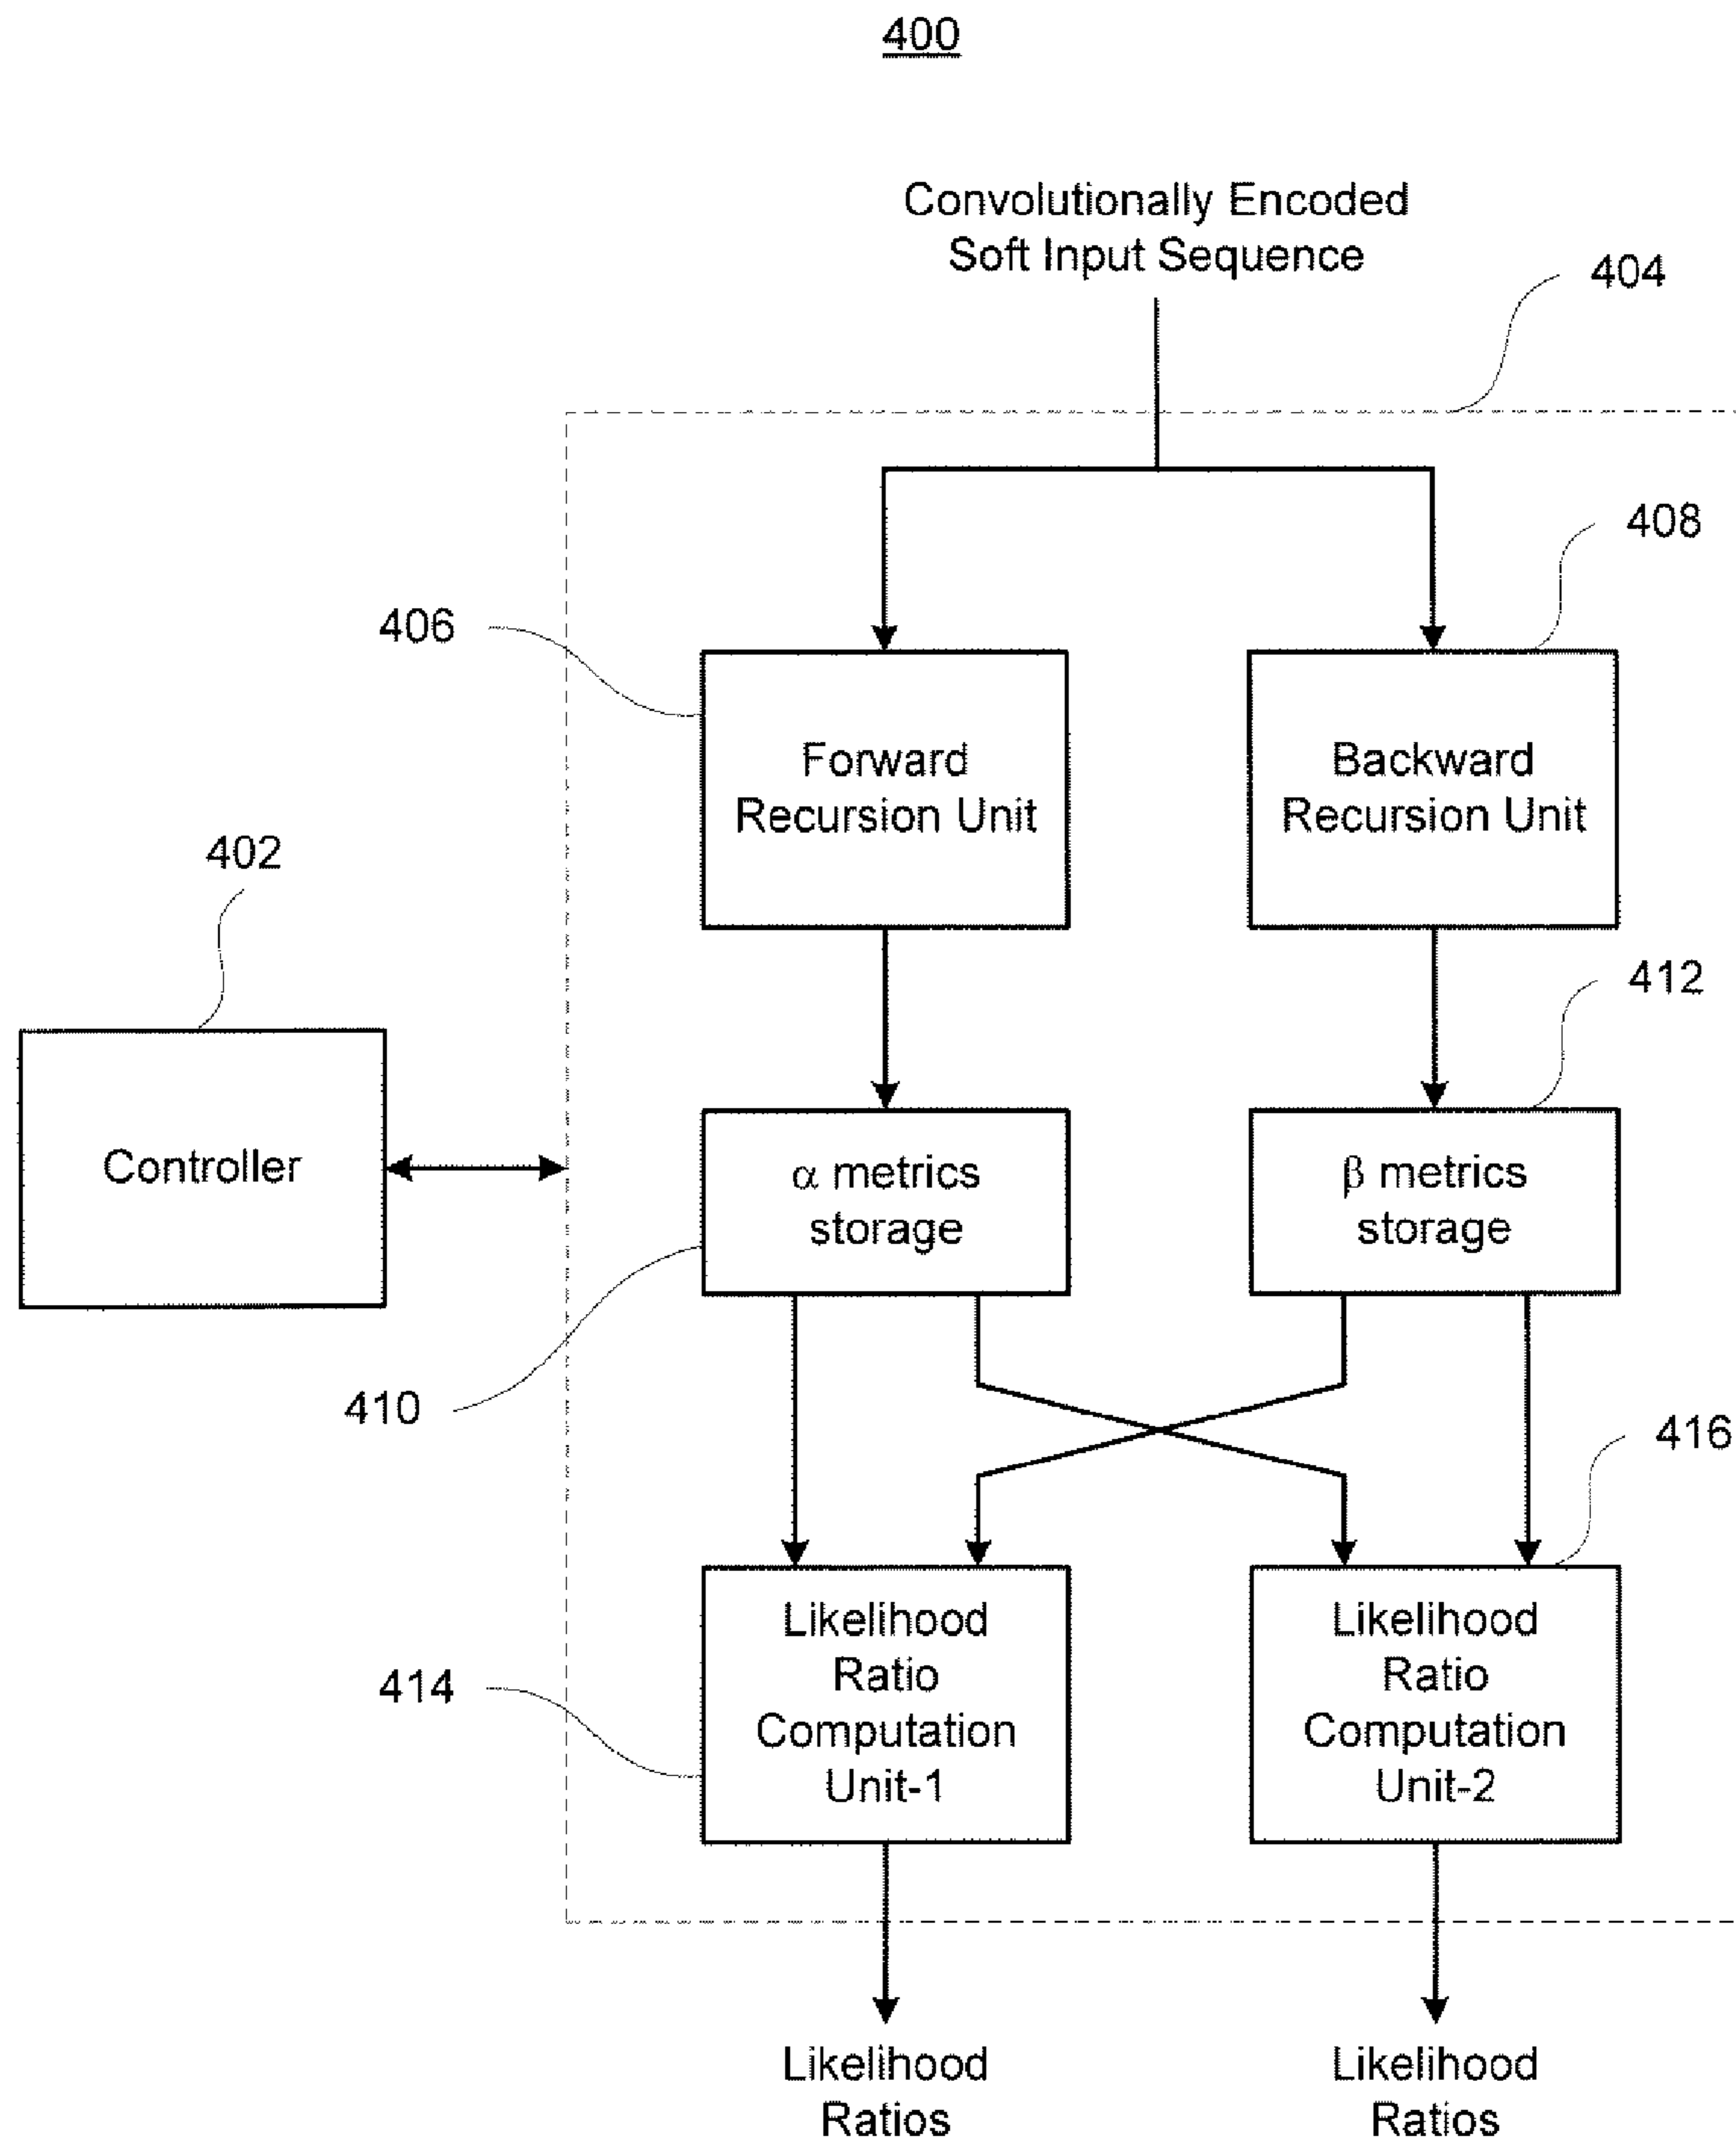 400
Convolutionally Encoded
Soft Input Sequence
404
408
406
Forward
Recursion Unit
Backward
Recursion Unit
402
412
Controller
α metrics
storage
β metrics
storage
410
416
414
Likelihood
Ratio
Computation
Unit-1
Likelihood
Ratio
Computation
Unit-2
Likelihood
Ratios
Likelihood
Ratios